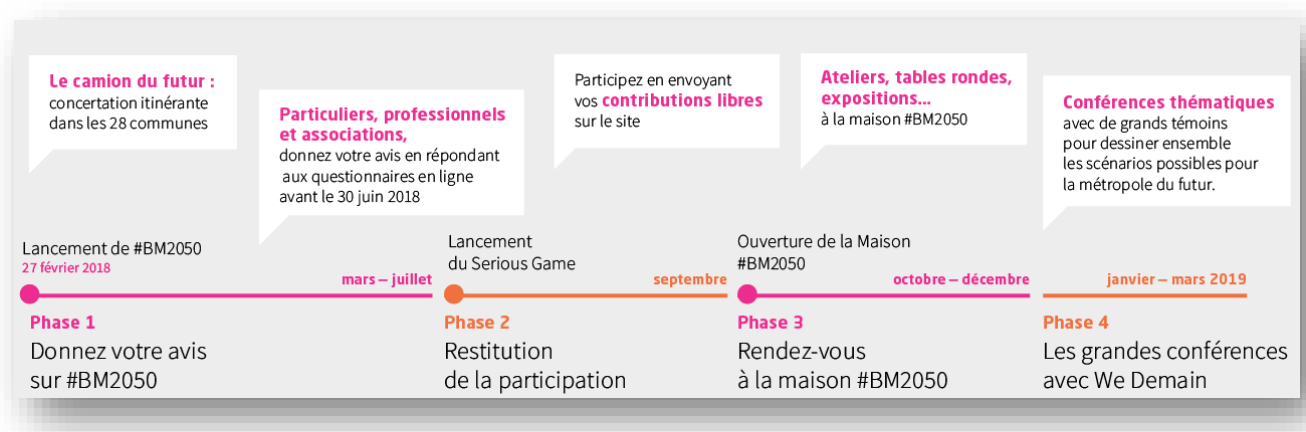 Le camion du futur :
concertation itinérante
dans les 28 communes
Particuliers, professionnels
et associations,
donnez votre avis en répondant
aux questionnaires en ligne
avant le 30 juin 2018
Participez en envoyant
vos contributions libres
sur le site
Ateliers, tables rondes,
expositions...
à la maison #BM2050
Conférences thématiques
avec de grands témoins
pour dessiner ensemble
les scénarios possibles pour
la métropole du futur.
Lancement de #BM2050
27 février 2018
mars – juillet
Lancement
du Serious Game
septembre
Ouverture de la Maison
#BM2050
octobre – décembre
janvier – mars 2019
Phase 1
Donnez votre avis
sur #BM2050
Phase 2
Restitution
de la participation
Phase 3
Rendez-vous
à la maison #BM2050
Phase 4
Les grandes conférences
avec We Demain